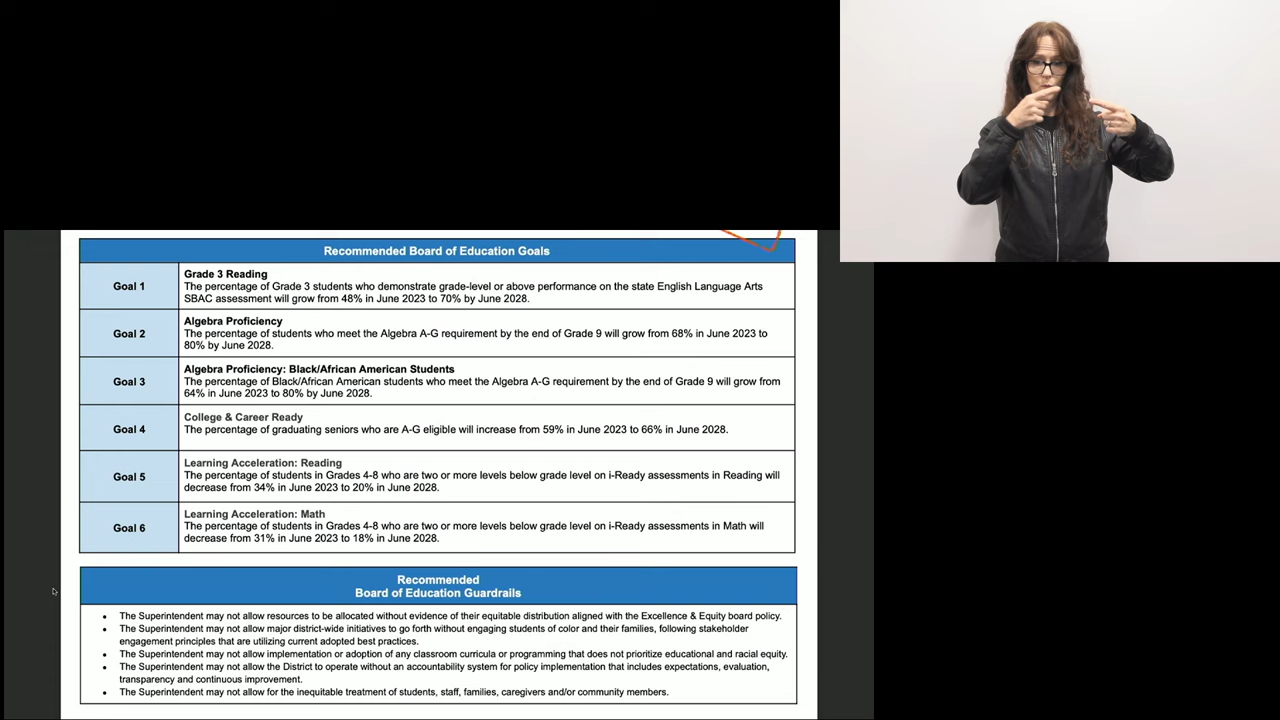 Recommended Board of Education Goals
Goal 1
Grade 3 Reading
The percentage of Grade 3 students who demonstrate grade-level or above performance on the state English Language Arts
SBAC assessment will grow from 48% in June 2023 to 70% by June 2028.
Goal 2
Algebra Proficiency
The percentage of students who meet the Algebra A-G requirement by the end of Grade 9 will grow from 68% in June 2023 to
80% by June 2028.
Goal 3
Algebra Proficiency: Black/African American Students
The percentage of Black/African American students who meet the Algebra A-G requirement by the end of Grade 9 will grow from
64% in June 2023 to 80% by June 2028.
Goal 4
College & Career Ready
The percentage of graduating seniors who are A-G eligible will increase from 59% in June 2023 to 66% in June 2028.
Goal 5
Learning Acceleration: Reading
The percentage of students in Grades 4-8 who are two or more levels below grade level on i-Ready assessments in Reading will
decrease from 34% in June 2023 to 20% in June 2028.
Goal 6
Learning Acceleration: Math
The percentage of students in Grades 4-8 who are two or more levels below grade level on i-Ready assessments in Math will
decrease from 31% in June 2023 to 18% in June 2028.
Recommended
Board of Education Guardrails
• The Superintendent may not allow resources to be allocated without evidence of their equitable distribution aligned with the Excellence & Equity board policy.
• The Superintendent may not allow major district-wide initiatives to go forth without engaging students of color and their families, following stakeholder
engagement principles that are utilizing current adopted best practices.
• The Superintendent may not allow implementation or adoption of any classroom curricula or programming that does not prioritize educational and racial equity.
• The Superintendent may not allow the District to operate without an accountability system for policy implementation that includes expectations, evaluation,
transparency and continuous improvement.
• The Superintendent may not allow for the inequitable treatment of students, staff, families, caregivers and/or community members.